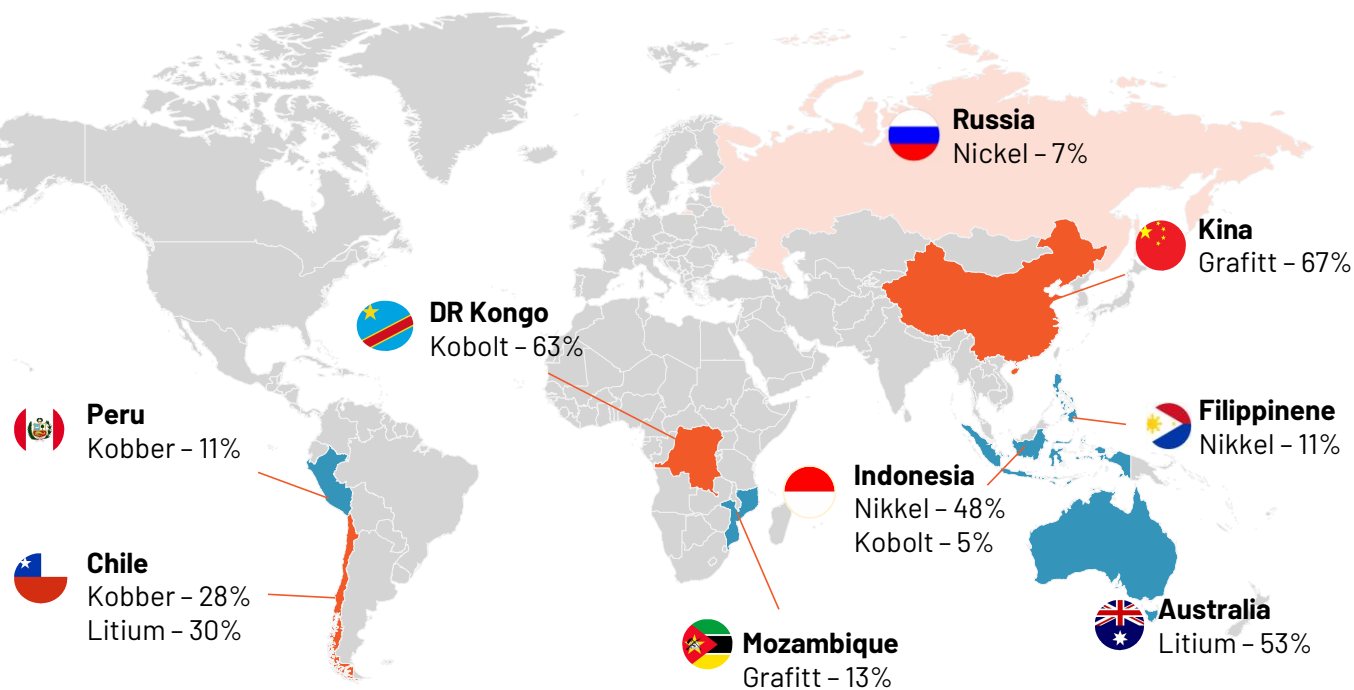 Russia
Nickel – 7%
Kina
Grafitt – 67%
DR Kongo
Kobolt – 63%
Peru
Kobber – 11%
Filippinene
Nikkel – 11%
Indonesia
Nikkel – 48%
Kobolt – 5%
Chile
Kobber – 28%
Litium – 30%
Australia
Litium – 53%
Mozambique
Grafitt – 13%